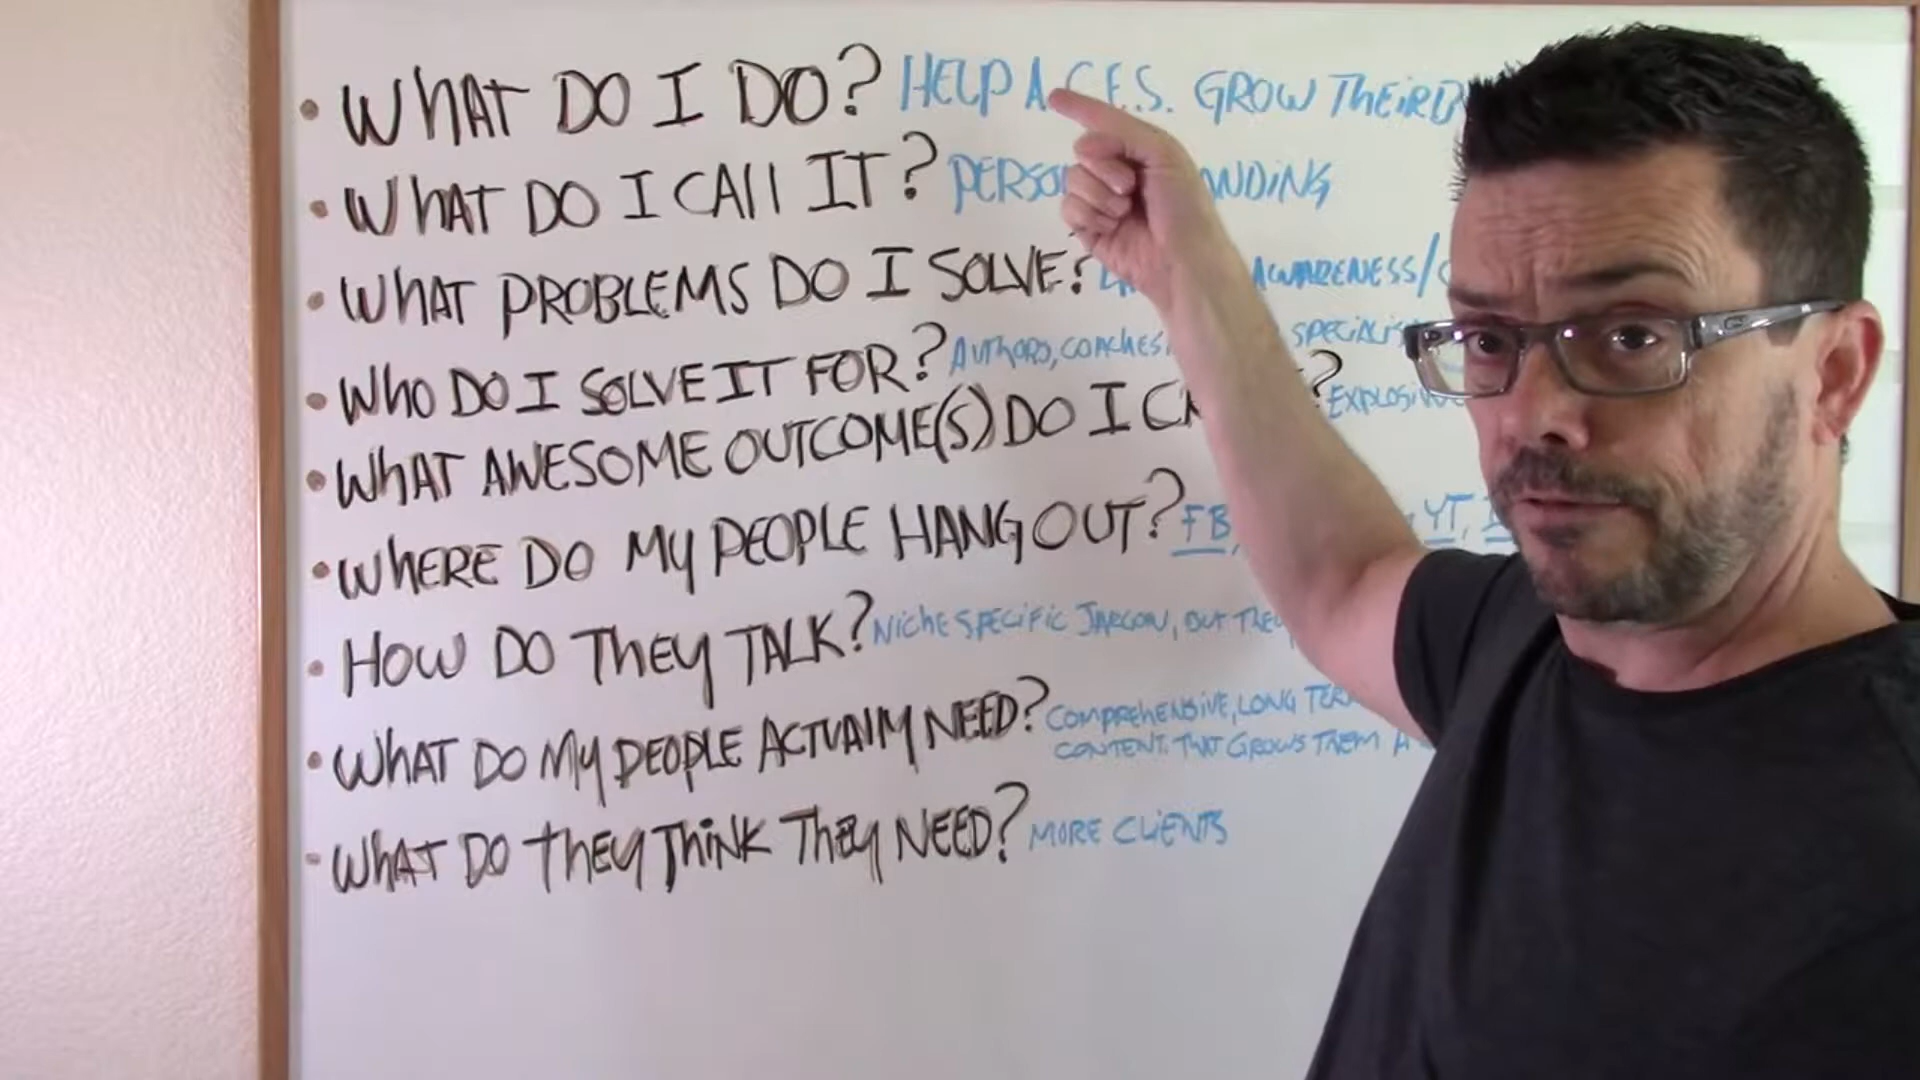 • WHAT DO I DO? HELP A.C.E.S. GROW THEIR B
• WHAT DO I CALL IT? PERSO NDING
• WHAT PROBLEMS DO I SOLVE? AWARENESS/
• WHO DO I SOLVE IT FOR? AUTHORS, COACHES, SPECIALIS
• WHAT AWESOME OUTCOME(S) DO I CR ? EXPLOSIVE
• WHERE DO MY PEOPLE HANG OUT? FB, YT,
• HOW DO THEY TALK? NICHE SPECIFIC JARGON, BUT THEY
• WHAT DO MY PEOPLE ACTUALLY NEED? COMPREHENSIVE, LONG TERM
CONTENT THAT GROWS THEM A
• WHAT DO THEY THINK THEY NEED? MORE CLIENTS